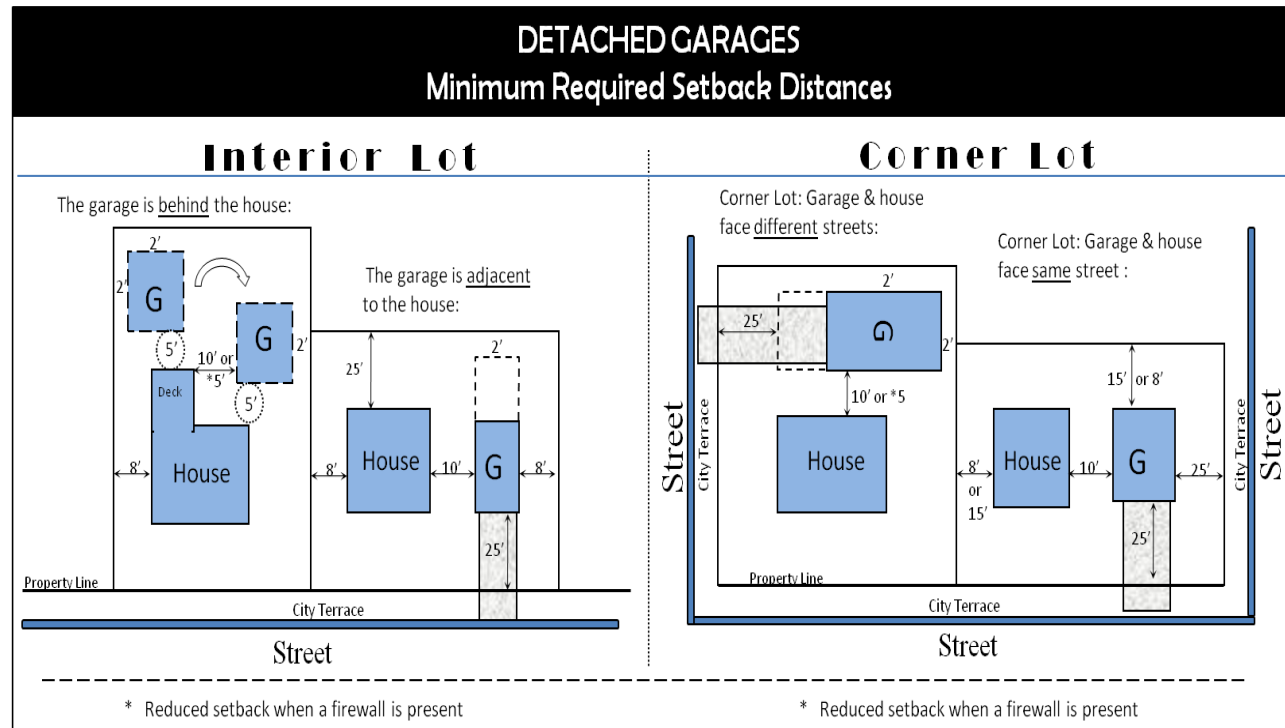 DETACHED GARAGES
Minimum Required Setback Distances
Interior Lot
The garage is behind the house:
2'
2'
G
G
2'
5'
10' or
*5'
Deck
5'
8'
House
The garage is adjacent
to the house:
25'
2'
8'
House
10'
G
8'
25'
Property Line
City Terrace
Street
* Reduced setback when a firewall is present
Corner Lot
Corner Lot: Garage & house
face different streets:
2'
25'
G
2'
10' or *5
House
Street
City Terrace
Corner Lot: Garage & house
face same street :
15' or 8'
8'
or
15'
House
10'
G
25'
25'
City Terrace
Street
Property Line
City Terrace
Street
* Reduced setback when a firewall is present